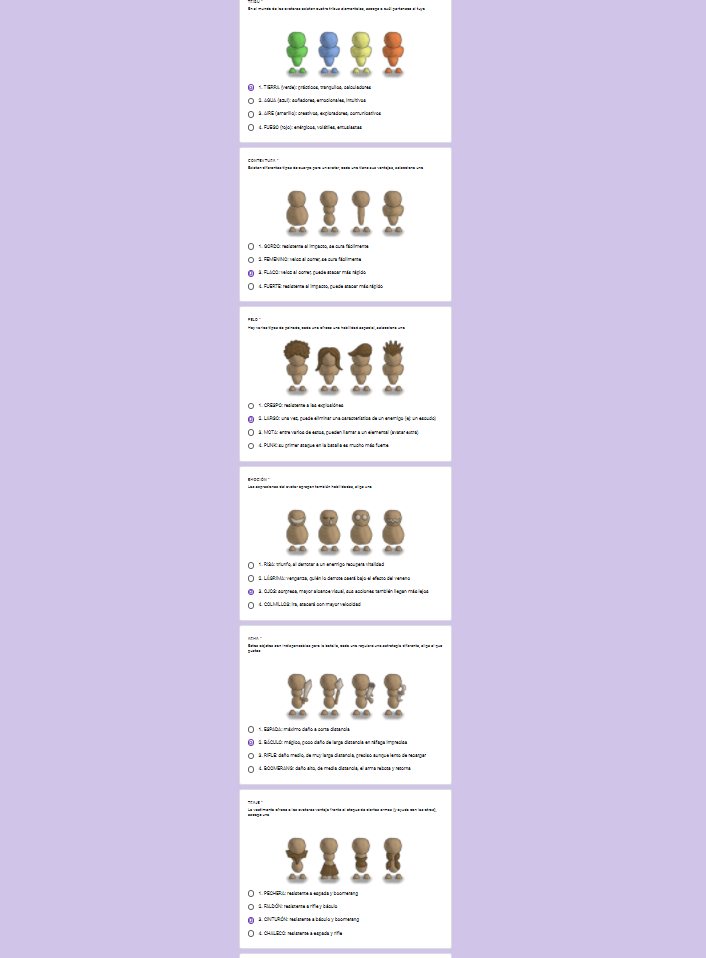 TRIBU *
En el mundo de los avatares existen cuatro tribus elementales, escoge a cuál pertenece el tuyo
1. TIERRA (verde): prácticos, tranquilos, calculadores
2. AGUA (azul): soñadores, emocionales, intuitivos
3. AIRE (amarillo): creativos, exploradores, comunicativos
4. FUEGO (rojo): enérgicos, volátiles, entusiastas
CONTEXTURA *
Existen diferentes tipos de cuerpo para un avatar, cada uno tiene sus ventajas, selecciona una
1. GORDO: resistente al impacto, se cura fácilmente
2. FEMENINO: veloz al correr, se cura fácilmente
3. FLACO: veloz al correr, puede atacar más rápido
4. FUERTE: resistente al impacto, puede atacar más rápido
PELO *
Hay varios tipos de peinado, cada uno ofrece una habilidad especial, selecciona una
1. CRESPO: resistente a las explosiones
2. LARGO: una vez, puede eliminar una característica de un enemigo (ej: un escudo)
3. MOTA: entre varios de éstos, pueden llamar a un elemental (avatar extra)
4. PUNK: su primer ataque en la batalla es mucho más fuerte
EMOCIÓN *
Las expresiones del avatar agregan también habilidades, elige una
1. RISA: triunfo, al derrotar a un enemigo recupera vitalidad
2. LÁGRIMA: venganza, quién lo derrote caerá bajo el efecto del veneno
3. OJOS: sorpresa, mayor alcance visual, sus acciones también llegan más lejos
4. COLMILLOS: ira, atacará con mayor velocidad
ARMA *
Estos objetos son indispensables para la batalla, cada uno requiere una estrategia diferente, elige el que
gustes
1. ESPADA: máximo daño a corta distancia
2. BÁCULO: mágico, poco daño de larga distancia en ráfaga imprecisa
3. RIFLE: daño medio, de muy larga distancia, preciso aunque lento de recargar
4. BOOMERANG: daño alto, de media distancia, el arma rebota y retorna
TRAJE *
La vestimenta ofrece a los avatares ventaja frente al ataque de ciertas armas (y ayuda con las otras),
escoge una
1. PECHERA: resistente a espada y boomerang
2. FALDÓN: resistente a rifle y báculo
3. CINTURÓN: resistente a báculo y boomerang
4. CHALECO: resistente a espada y rifle